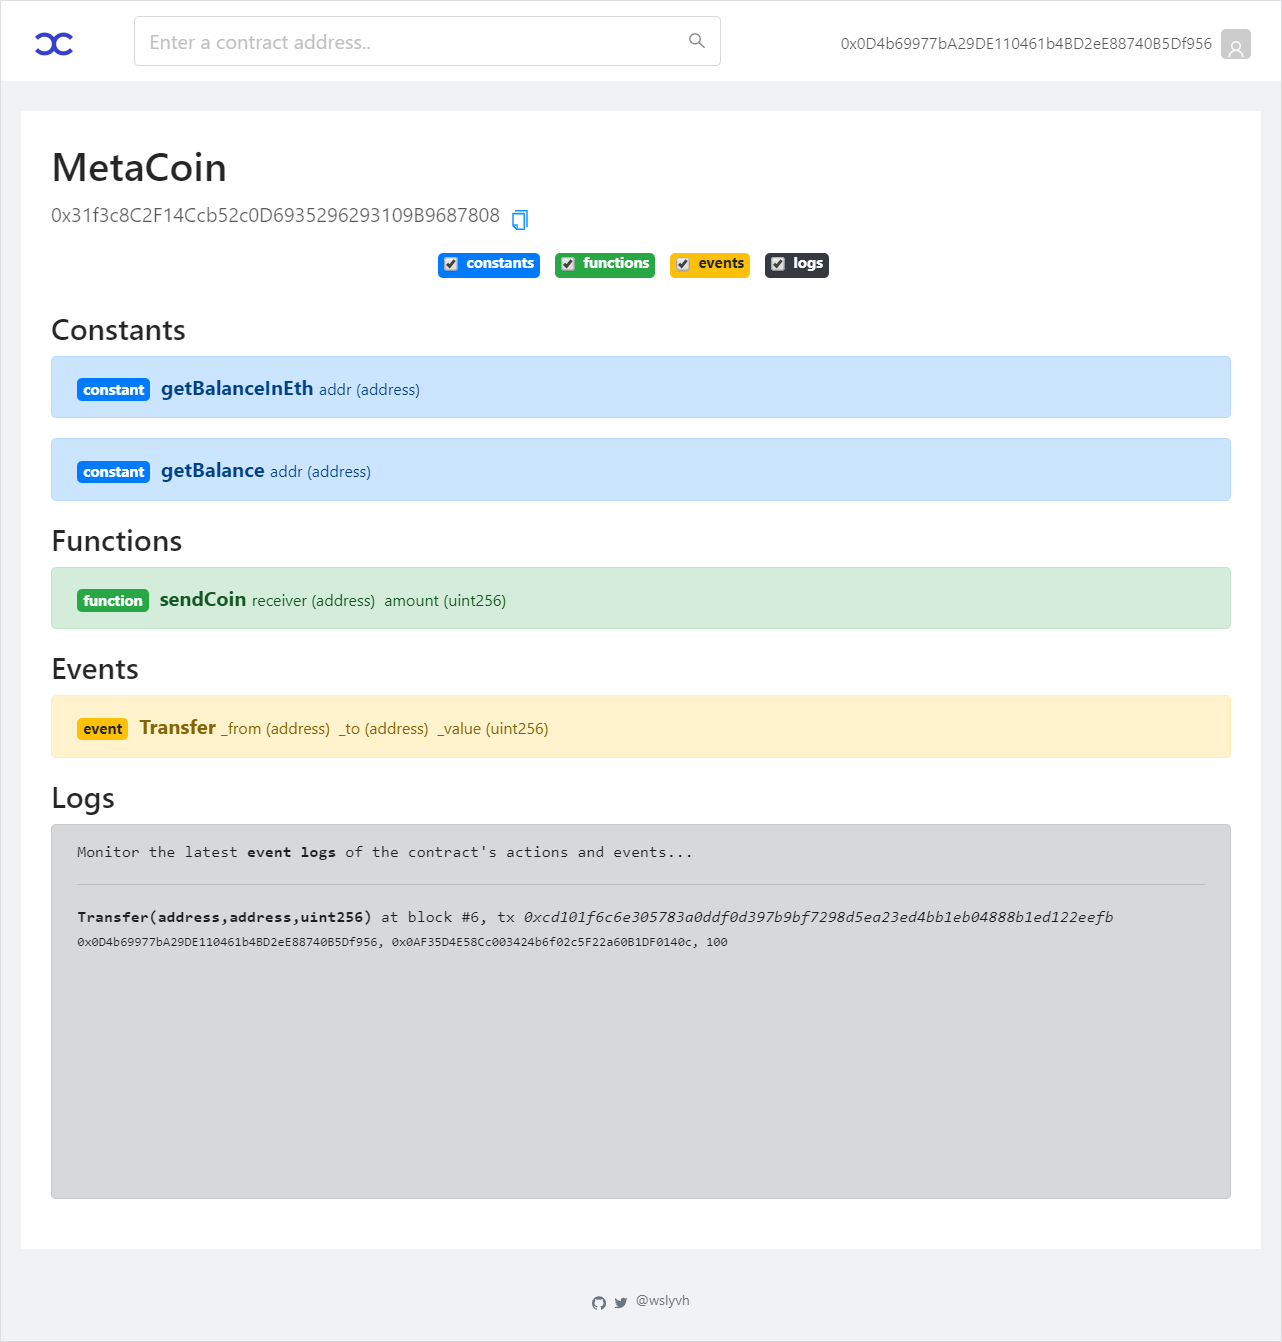 Enter a contract address..
0x0D4b69977bA29DE110461b4BD2eE88740B5Df956
MetaCoin
0x31f3c8C2F14Ccb52c0D6935296293109B9687808
constants functions events logs
Constants
constant getBalanceInEth addr (address)
constant getBalance addr (address)
Functions
function sendCoin receiver (address) amount (uint256)
Events
event Transfer _from (address) _to (address) _value (uint256)
Logs
Monitor the latest event logs of the contract's actions and events...
Transfer(address,address,uint256) at block #6, tx 0xcd101f6c6e305783a0ddf0d397b9bf7298d5ea23ed4bb1eb04888b1ed122eefb
0x0D4b69977bA29DE110461b4BD2eE88740B5Df956, 0x0AF35D4E58Cc003424b6f02c5F22a60B1DF0140c, 100
@wslyvh